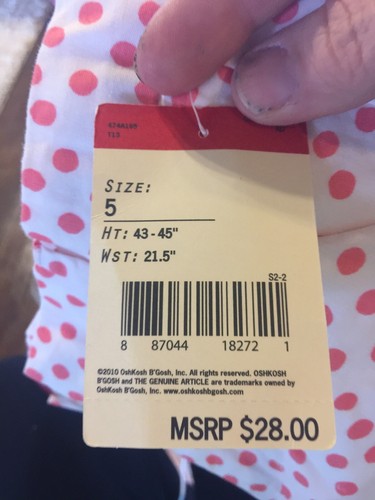 SIZE:
5
HT: 43-45"
WST: 21.5"
S2-2
8 87044 18272 1
©2010 OshKosh B'Gosh, Inc. All rights reserved. OSHKOSH
B'GOSH and THE GENUINE ARTICLE are trademarks owned by
OshKosh B'Gosh, Inc. www.oshkoshbgosh.com
MSRP $28.00